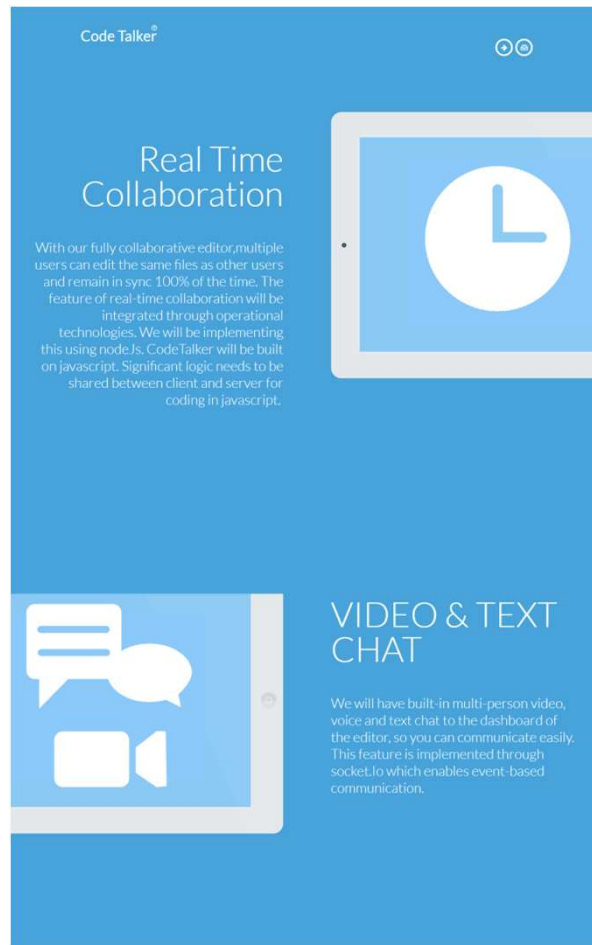 Code Talker
Real Time
Collaboration
With our fully collaborative editor,multiple
users can edit the same files as other users
and remain in sync 100% of the time. The
feature of real-time collaboration will be
integrated through operational
technologies. We will be implementing
this using nodeJs. CodeTalker will be built
on javascript. Significant logic needs to be
shared between client and server for
coding in javascript.
VIDEO & TEXT
CHAT
We will have built-in multi-person video,
voice and text chat to the dashboard of
the editor, so you can communicate easily.
This feature is implemented through
socket.Io which enables event-based
communication.